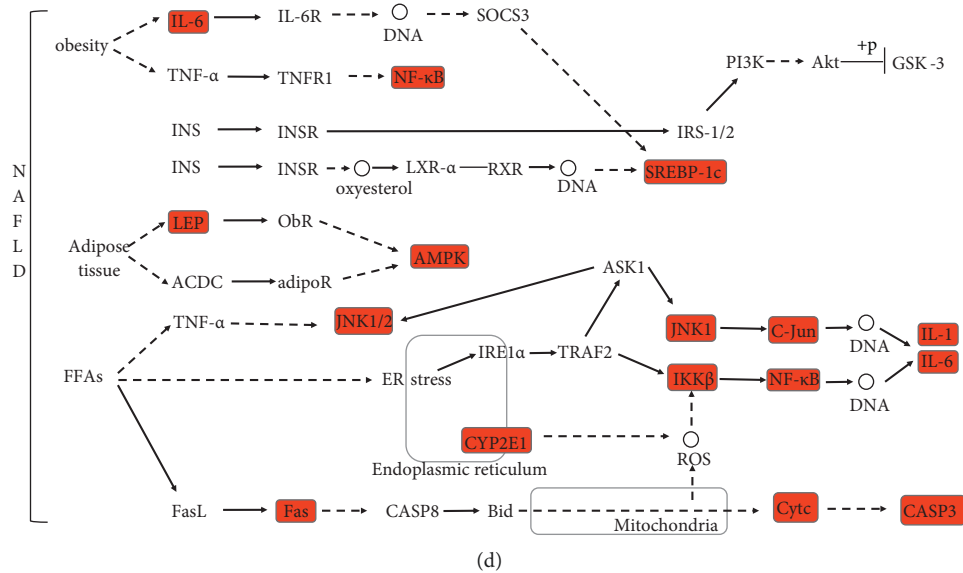 IL-6 IL-6R DNA SOCS3
obesity
TNF-α TNFR1 NF-κB
PI3K Akt +p GSK-3
INS INSR IRS-1/2
INS INSR oxyesterol LXR-α RXR DNA SREBP-1c
NAFLD
LEP ObR
Adipose
tissue
AMPK
ACDC adipoR
ASK1
TNF-α JNK1/2
JNK1 C-Jun DNA IL-1
IL-6
FFAs ER stress IRE1α TRAF2 IKKβ NF-κB DNA
CYP2E1 ROS
Endoplasmic reticulum
FasL Fas CASP8 Bid Mitochondria Cytc CASP3
(d)